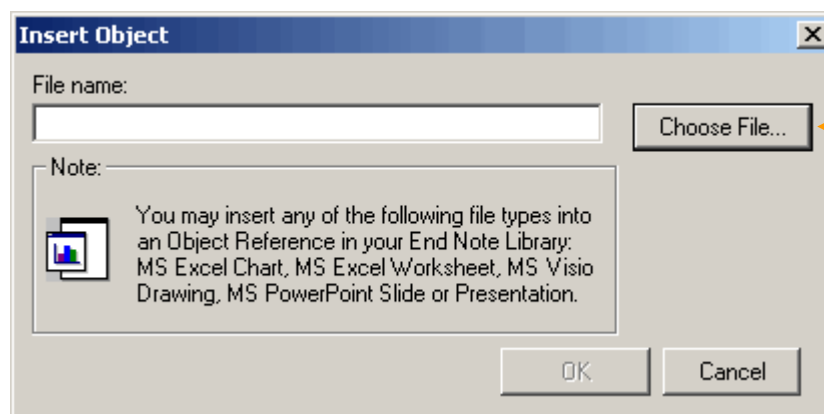 Insert Object
File name:
Choose File...
Note:
You may insert any of the following file types into
an Object Reference in your End Note Library:
MS Excel Chart, MS Excel Worksheet, MS Visio
Drawing, MS PowerPoint Slide or Presentation.
OK
Cancel